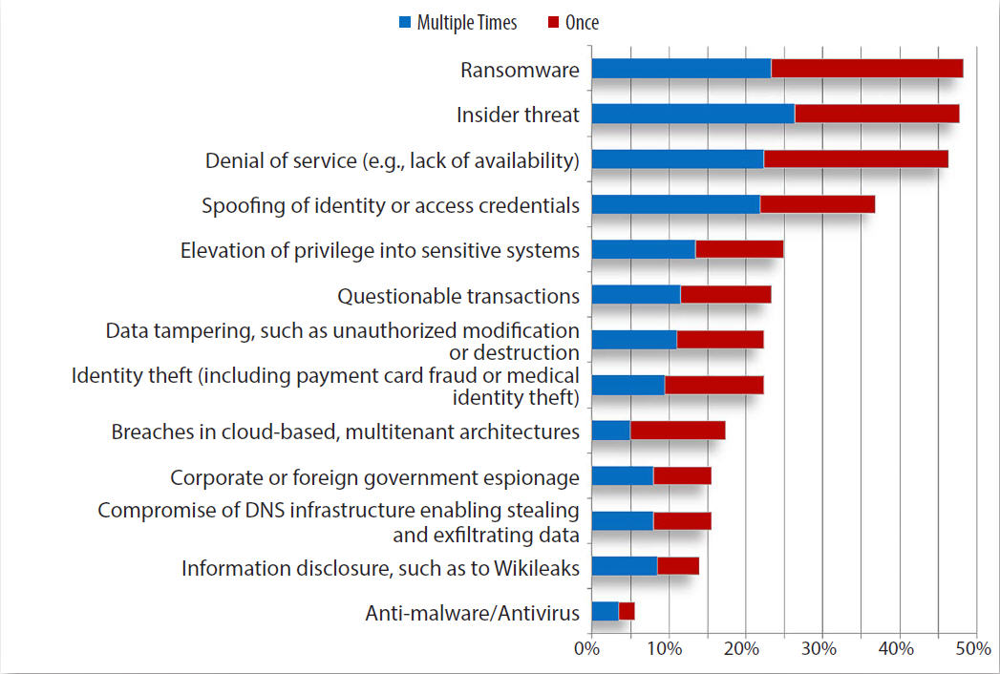 Multiple Times Once
Ransomware
Insider threat
Denial of service (e.g., lack of availability)
Spoofing of identity or access credentials
Elevation of privilege into sensitive systems
Questionable transactions
Data tampering, such as unauthorized modification
or destruction
Identity theft (including payment card fraud or medical
identity theft)
Breaches in cloud-based, multitenant architectures
Corporate or foreign government espionage
Compromise of DNS infrastructure enabling stealing
and exfiltrating data
Information disclosure, such as to Wikileaks
Anti-malware/Antivirus
0% 10% 20% 30% 40% 50%